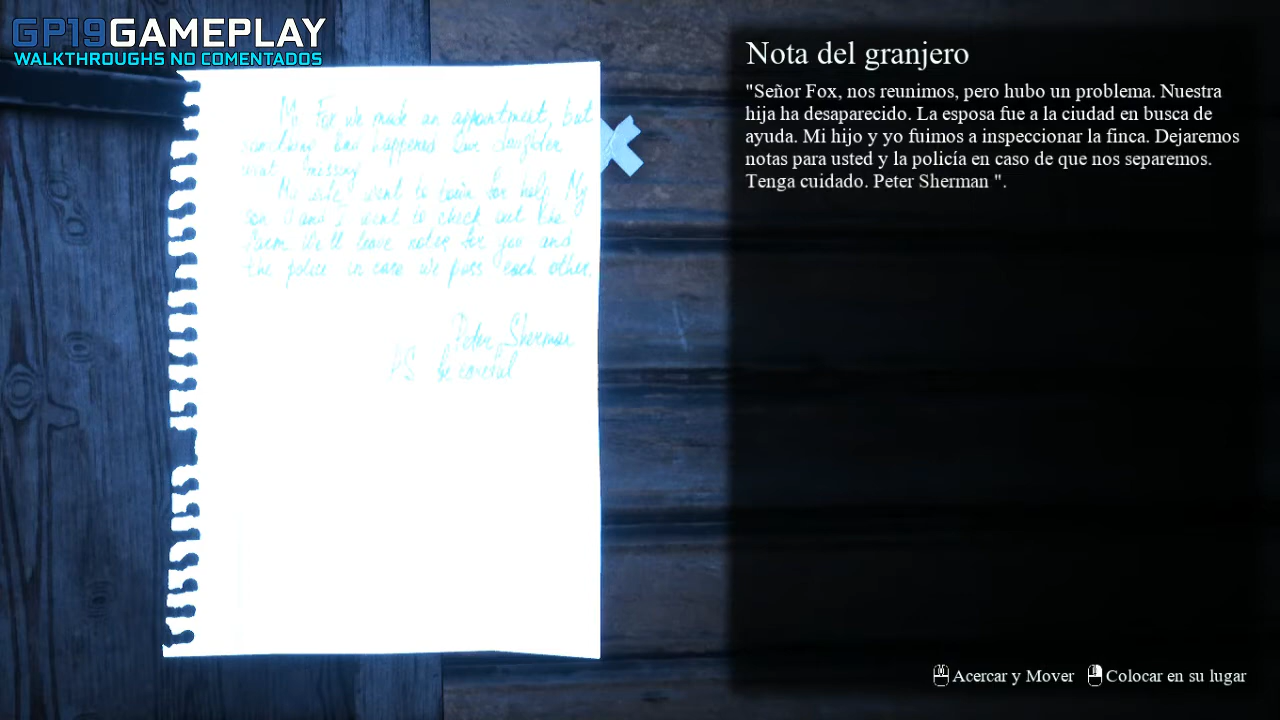 GP19GAMEPLAY
WALKTHROUGHS NO COMENTADOS
Mr Fox we made an appointment, but
something bad happened Our daughter
went missing
My wife went to town for help My
son and I went to check out the
farm We'll leave notes for you and
the police in case we pass each other.
Peter Sherman
PS be careful
Nota del granjero
"Señor Fox, nos reunimos, pero hubo un problema. Nuestra
hija ha desaparecido. La esposa fue a la ciudad en busca de
ayuda. Mi hijo y yo fuimos a inspeccionar la finca. Dejaremos
notas para usted y la policía en caso de que nos separemos.
Tenga cuidado. Peter Sherman ".
Acercar y Mover
Colocar en su lugar